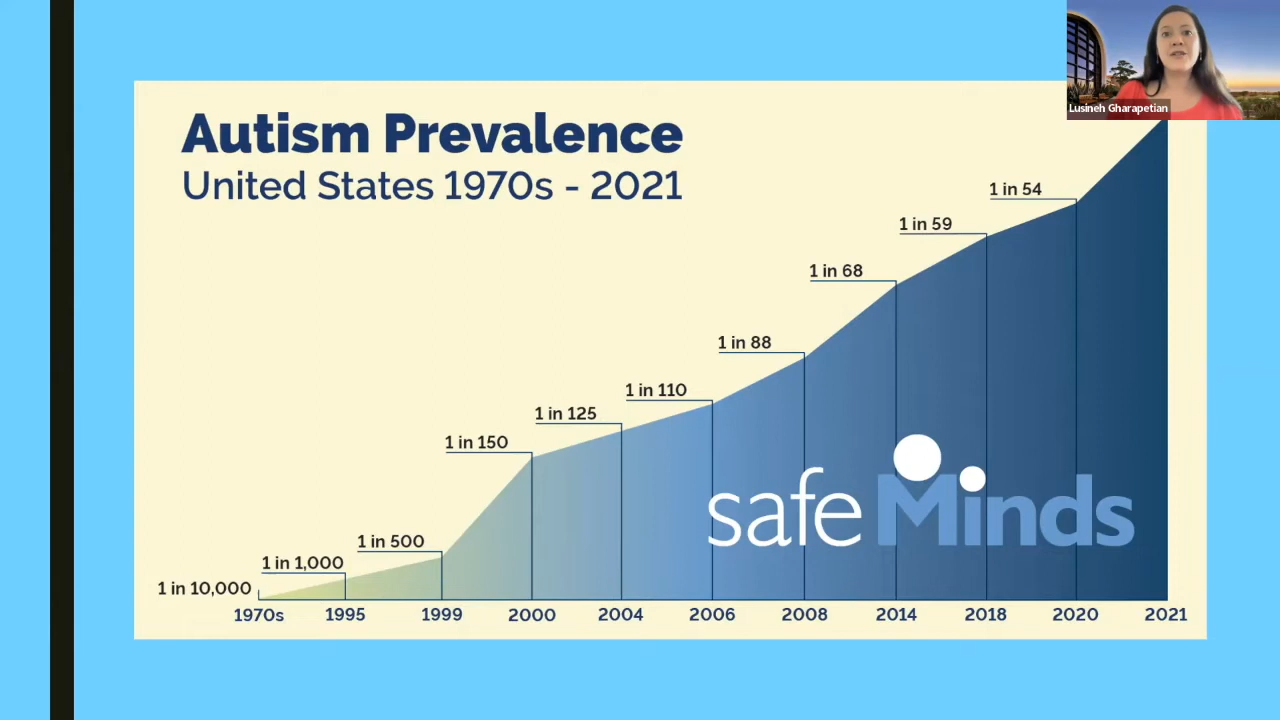 Lusineh Gharapetian
Autism Prevalence
United States 1970s - 2021
1 in 54
1 in 59
1 in 68
1 in 88
1 in 110
1 in 125
1 in 150
1 in 500
1 in 1,000
1 in 10,000
safeMinds
1970s 1995 1999 2000 2004 2006 2008 2014 2018 2020 2021